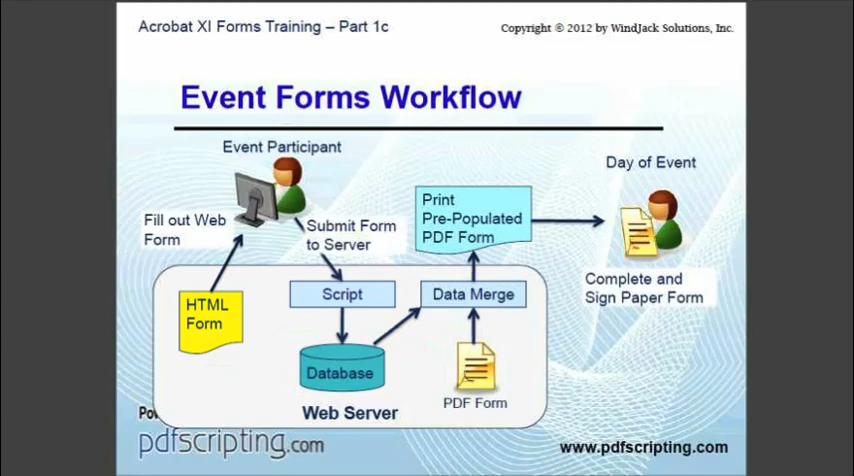 Acrobat XI Forms Training – Part 1c
Copyright © 2012 by WindJack Solutions, Inc.
Event Forms Workflow
Event Participant
Day of Event
Fill out Web
Form
Submit Form
to Server
Print
Pre-Populated
PDF Form
Complete and
Sign Paper Form
HTML
Form
Script
Data Merge
Database
PDF Form
Web Server
pdfscripting.com
www.pdfscripting.com